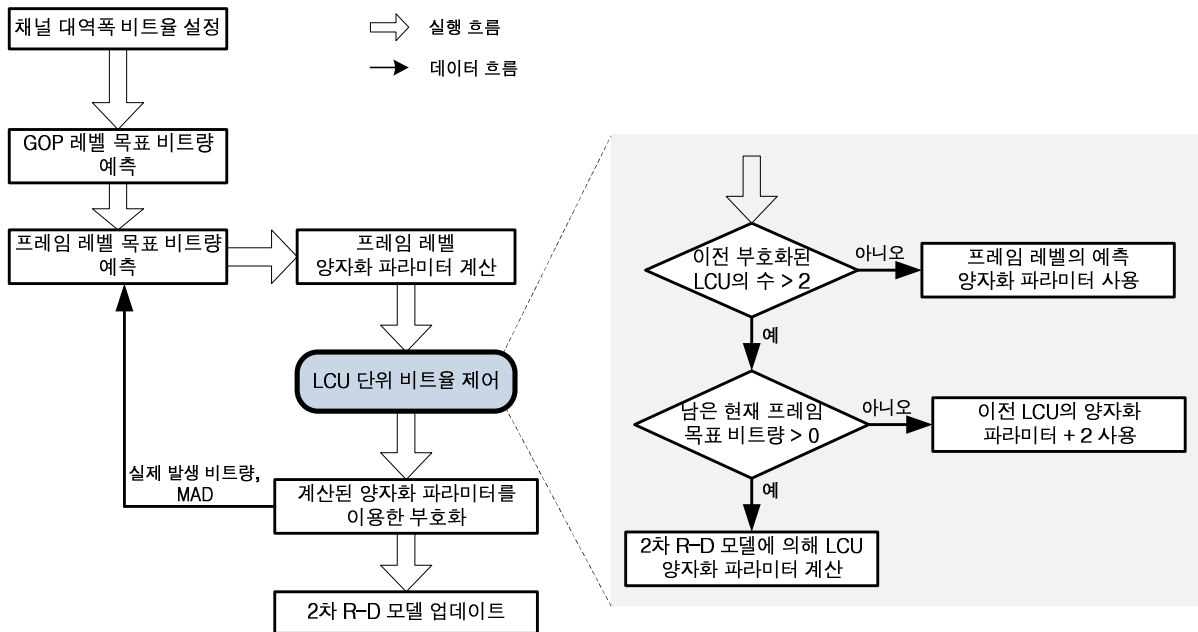 채널 대역폭 비트율 설정
실행 흐름
데이터 흐름
GOP 레벨 목표 비트량
예측
프레임 레벨 목표 비트량
예측
프레임 레벨
양자화 파라미터 계산
LCU 단위 비트율 제어
실제 발생 비트량,
MAD
계산된 양자화 파라미터를
이용한 부호화
2차 R-D 모델 업데이트
이전 부호화된
LCU의 수 > 2
아니오
프레임 레벨의 예측
양자화 파라미터 사용
예
남은 현재 프레임
목표 비트량 > 0
아니오
이전 LCU의 양자화
파라미터 + 2 사용
예
2차 R-D 모델에 의해 LCU
양자화 파라미터 계산